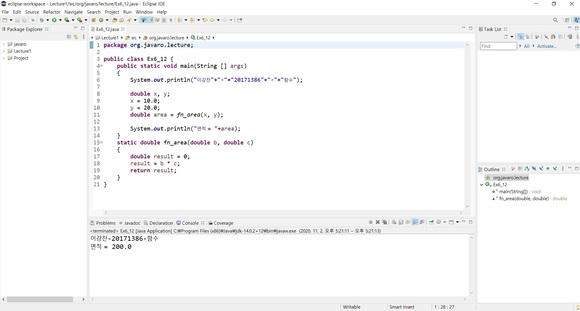 eclipse-workspace - Lecture1/src/org/javaro/lecture/Ex6_12.java - Eclipse IDE
File Edit Source Refactor Navigate Search Project Run Window Help
Package Explorer
javaro
Lecture1
Project
Ex6_12.java
Lecture1 src org.javaro.lecture Ex6_12
1 package org.javaro.lecture;
2
3 public class Ex6_12 {
4 public static void main(String [] args)
5 {
6 System.out.println("이강찬"+"-"+"20171386"+"-"+"함수");
7
8 double x, y;
9 x = 10.0;
10 y = 20.0;
11 double area = fn_area(x, y);
12
13 System.out.println("면적 = "+area);
14 }
15 static double fn_area(double b, double c)
16 {
17 double result = 0;
18 result = b * c;
19 return result;
20 }
21 }
Problems Javadoc Declaration Console Coverage
<terminated> Ex6_12 [Java Application] C:\Program Files (x86)\Java\jdk-14.0.2+12\bin\javaw.exe (2020. 11. 2. 오후 5:21:11 – 오후 5:21:13)
이강찬-20171386-함수
면적 = 200.0
Task List
Find All Activate...
Outline
org.javaro.lecture
Ex6_12
main(String[]) : void
fn_area(double, double) : double
Writable Smart Insert 1 : 28 : 27